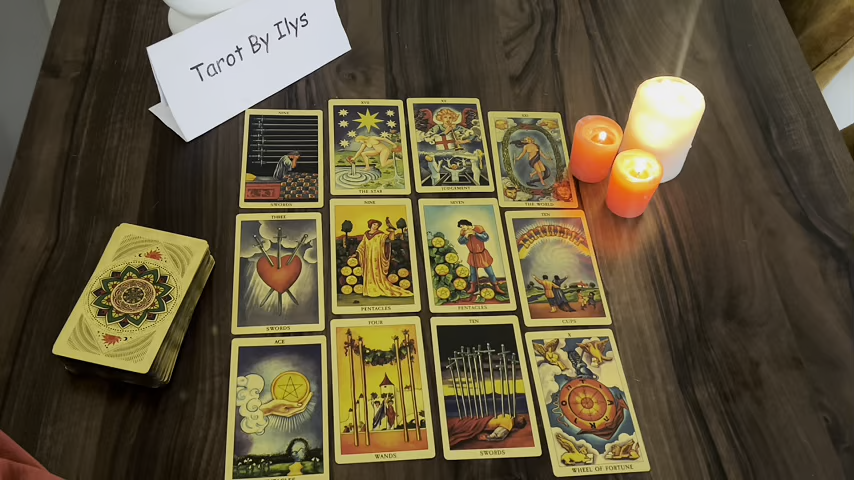 Tarot By Ilys
NINE
SWORDS
XVII
THE STAR
XX
JUDGEMENT
XXI
THE WORLD
THREE
SWORDS
NINE
PENTACLES
SEVEN
PENTACLES
TEN
CUPS
ACE
FOUR
WANDS
TEN
SWORDS
X
WHEEL OF FORTUNE